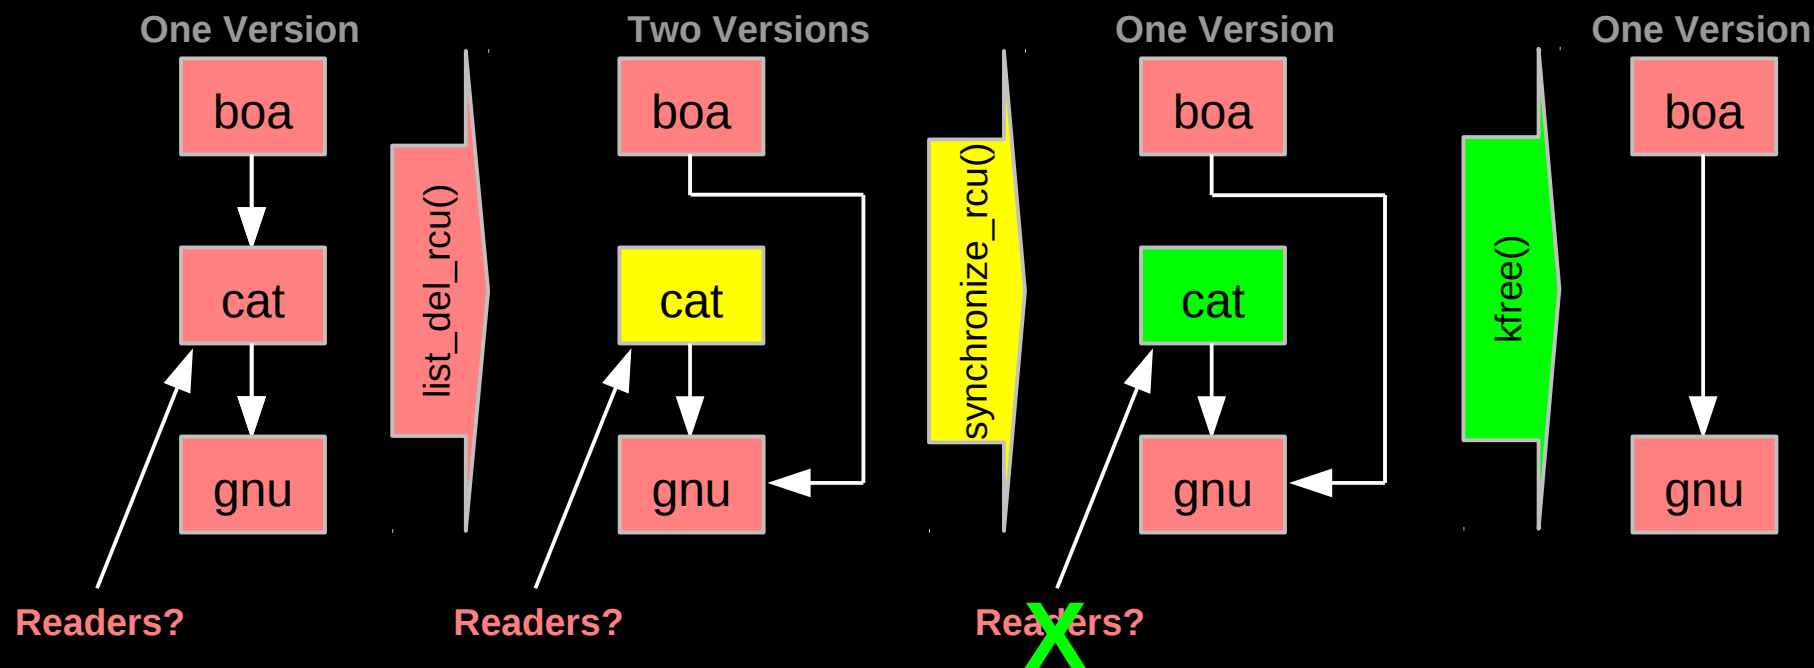 One Version
Two Versions
One Version
One Version
boa
boa
boa
boa
list_del_rcu()
synchronize_rcu()
kfree()
cat
cat
cat
gnu
gnu
gnu
gnu
Readers?
Readers?
Readers?
X